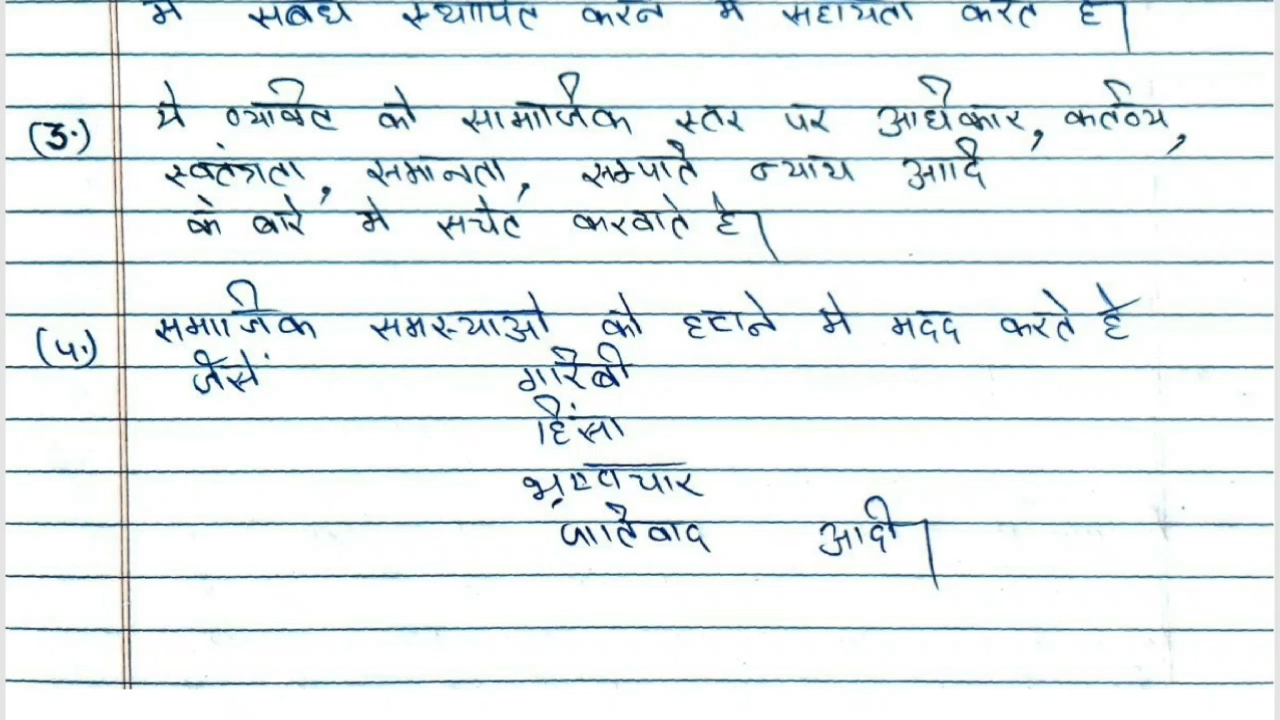 में संबंध स्थापित करने में सहायता करते है।
(3.) ये व्यक्ति को सामाजिक स्तर पर अधिकार, कर्तव्य,
स्वतंत्रता, समानता, सम्पति न्याय आदि
के बारे मे सचेत करवाते है।
(4.) समाजिक समस्याओ को हटाने मे मदद करते है
जैसें गरिबी
हिंसा
भ्रष्टाचार
जातिवाद आदी।